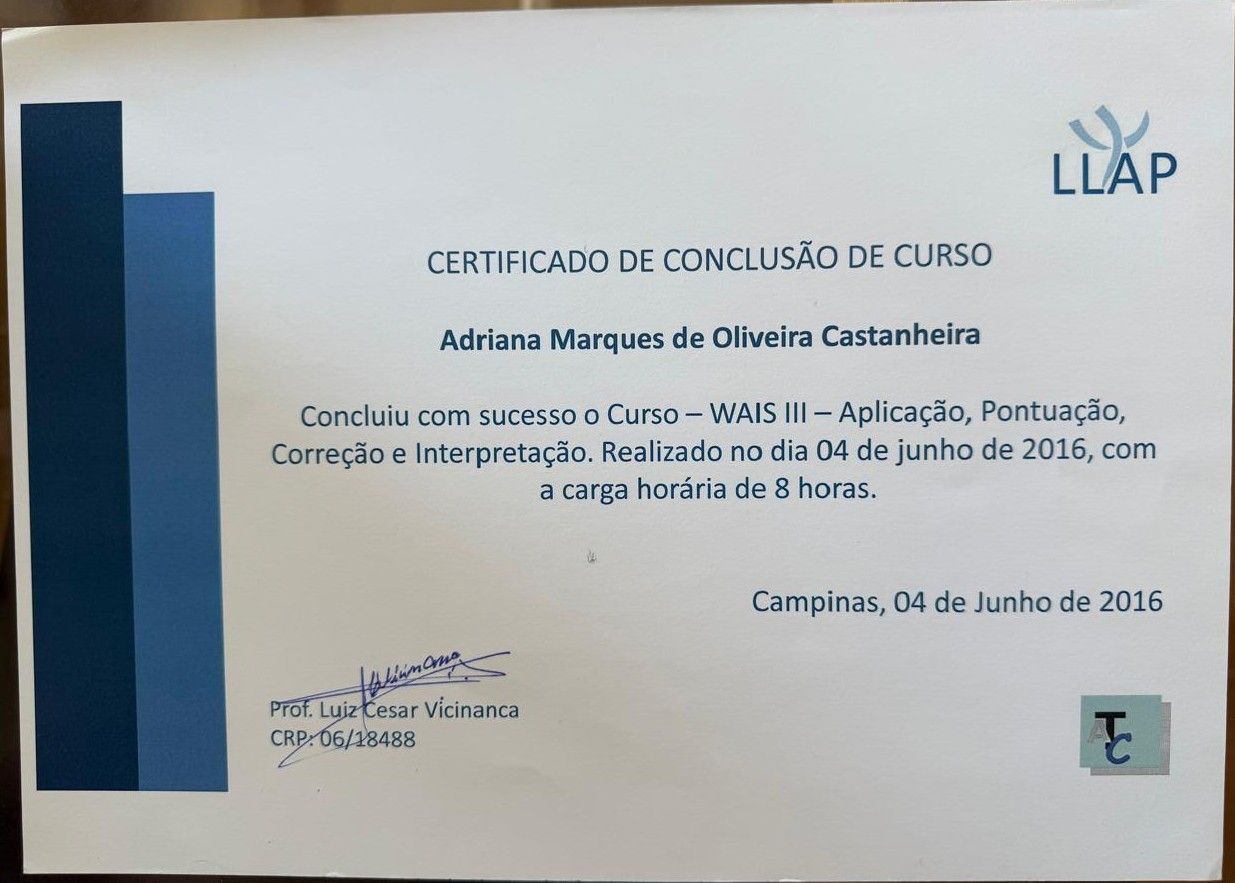 LLAP
CERTIFICADO DE CONCLUSÃO DE CURSO
Adriana Marques de Oliveira Castanheira
Concluiu com sucesso o Curso – WAIS III – Aplicação, Pontuação,
Correção e Interpretação. Realizado no dia 04 de junho de 2016, com
a carga horária de 8 horas.
Campinas, 04 de Junho de 2016
Prof. Luiz Cesar Vicinanca
CRP: 06/18488
ATC